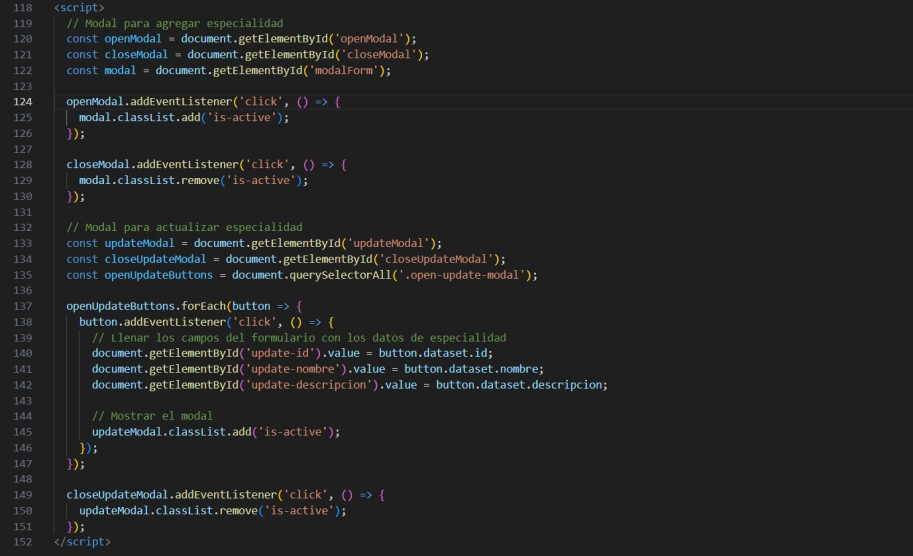 118 <script>
119 // Modal para agregar especialidad
120 const openModal = document.getElementById('openModal');
121 const closeModal = document.getElementById('closeModal');
122 const modal = document.getElementById('modalForm');
123
124 openModal.addEventListener('click', () => {
125 modal.classList.add('is-active');
126 });
127
128 closeModal.addEventListener('click', () => {
129 modal.classList.remove('is-active');
130 });
131
132 // Modal para actualizar especialidad
133 const updateModal = document.getElementById('updateModal');
134 const closeUpdateModal = document.getElementById('closeUpdateModal');
135 const openUpdateButtons = document.querySelectorAll('.open-update-modal');
136
137 openUpdateButtons.forEach(button => {
138 button.addEventListener('click', () => {
139 // Llenar los campos del formulario con los datos de especialidad
140 document.getElementById('update-id').value = button.dataset.id;
141 document.getElementById('update-nombre').value = button.dataset.nombre;
142 document.getElementById('update-descripcion').value = button.dataset.descripcion;
143
144 // Mostrar el modal
145 updateModal.classList.add('is-active');
146 });
147 });
148
149 closeUpdateModal.addEventListener('click', () => {
150 updateModal.classList.remove('is-active');
151 });
152 </script>